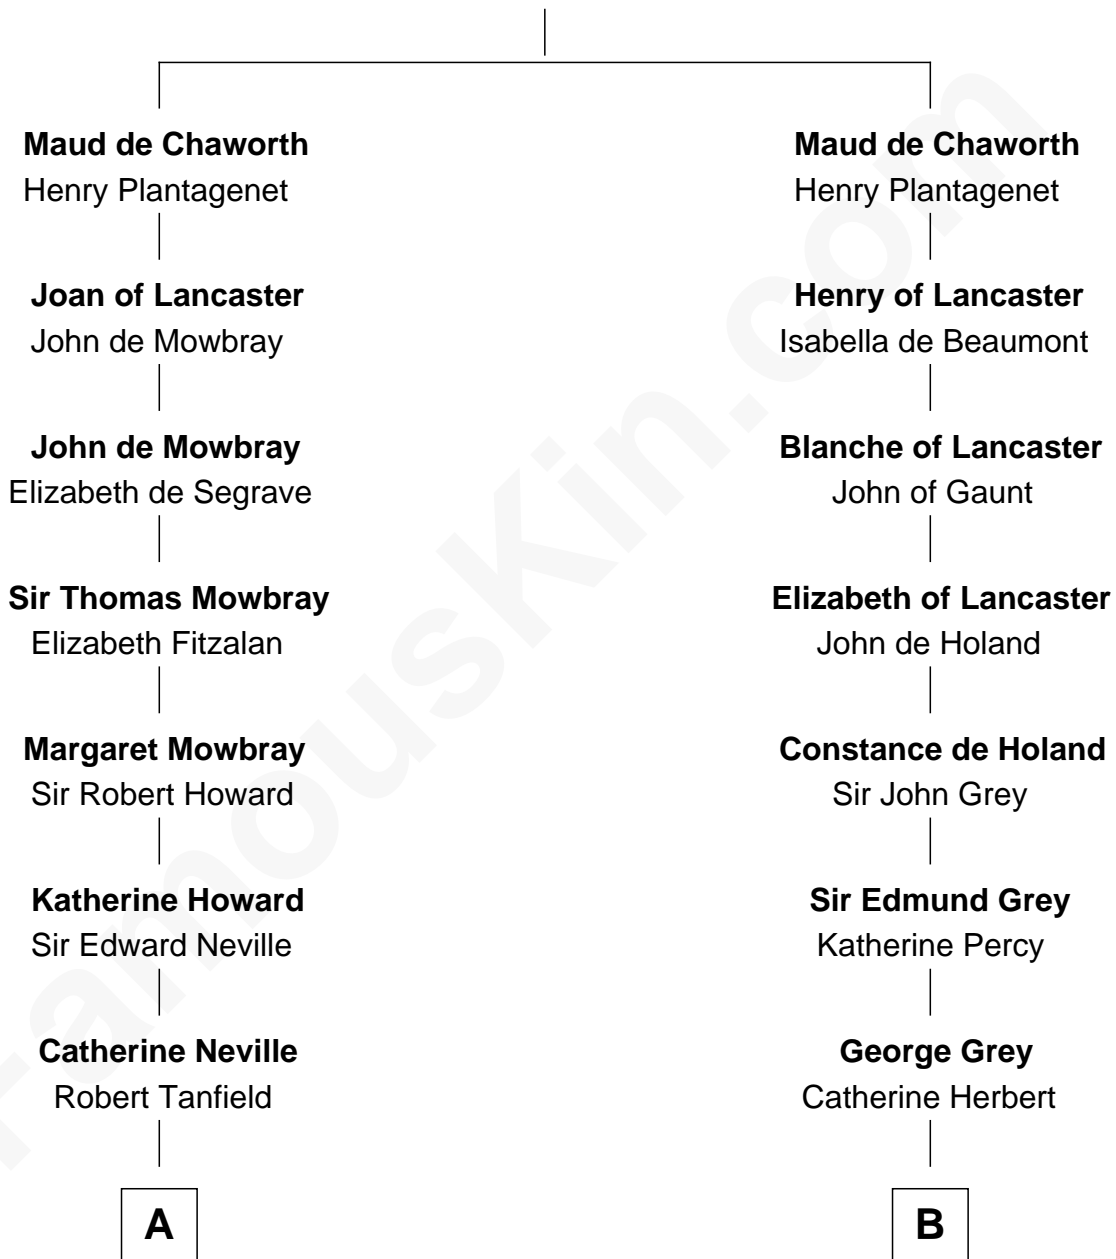 Maud de Chaworth
Henry Plantagenet
Joan of Lancaster
John de Mowbray
John de Mowbray
Elizabeth de Segrave
Sir Thomas Mowbray
Elizabeth Fitzalan
Margaret Mowbray
Sir Robert Howard
Katherine Howard
Sir Edward Neville
Catherine Neville
Robert Tanfield
A
Maud de Chaworth
Henry Plantagenet
Henry of Lancaster
Isabella de Beaumont
Blanche of Lancaster
John of Gaunt
Elizabeth of Lancaster
John de Holand
Constance de Holand
Sir John Grey
Sir Edmund Grey
Katherine Percy
George Grey
Catherine Herbert
B
FamousKin.com